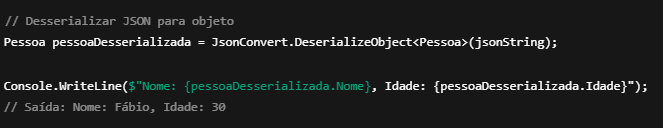 // Desserializar JSON para objeto
Pessoa pessoaDesserializada = JsonConvert.DeserializeObject<Pessoa>(jsonString);
Console.WriteLine($"Nome: {pessoaDesserializada.Nome}, Idade: {pessoaDesserializada.Idade}");
// Saída: Nome: Fábio, Idade: 30